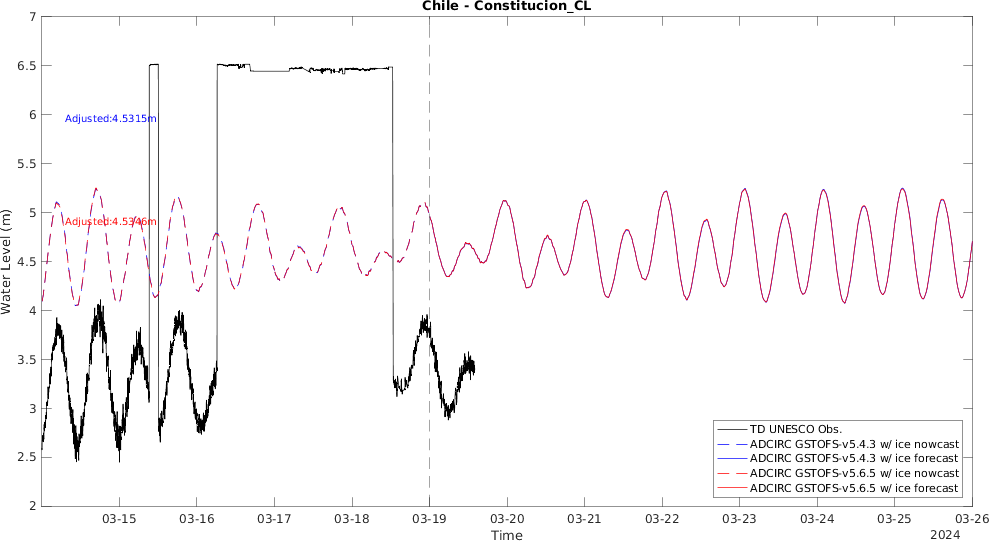 Chile - Constitucion_CL
7
6.5
6
5.5
5
4.5
4
3.5
3
2.5
2
Water Level (m)
Adjusted:4.5315m
Adjusted:4.5346m
TD UNESCO Obs.
ADCIRC GSTOFS-v5.4.3 w/ ice nowcast
ADCIRC GSTOFS-v5.4.3 w/ ice forecast
ADCIRC GSTOFS-v5.6.5 w/ ice nowcast
ADCIRC GSTOFS-v5.6.5 w/ ice forecast
03-15 03-16 03-17 03-18 03-19 03-20 03-21 03-22 03-23 03-24 03-25 03-26
Time
2024